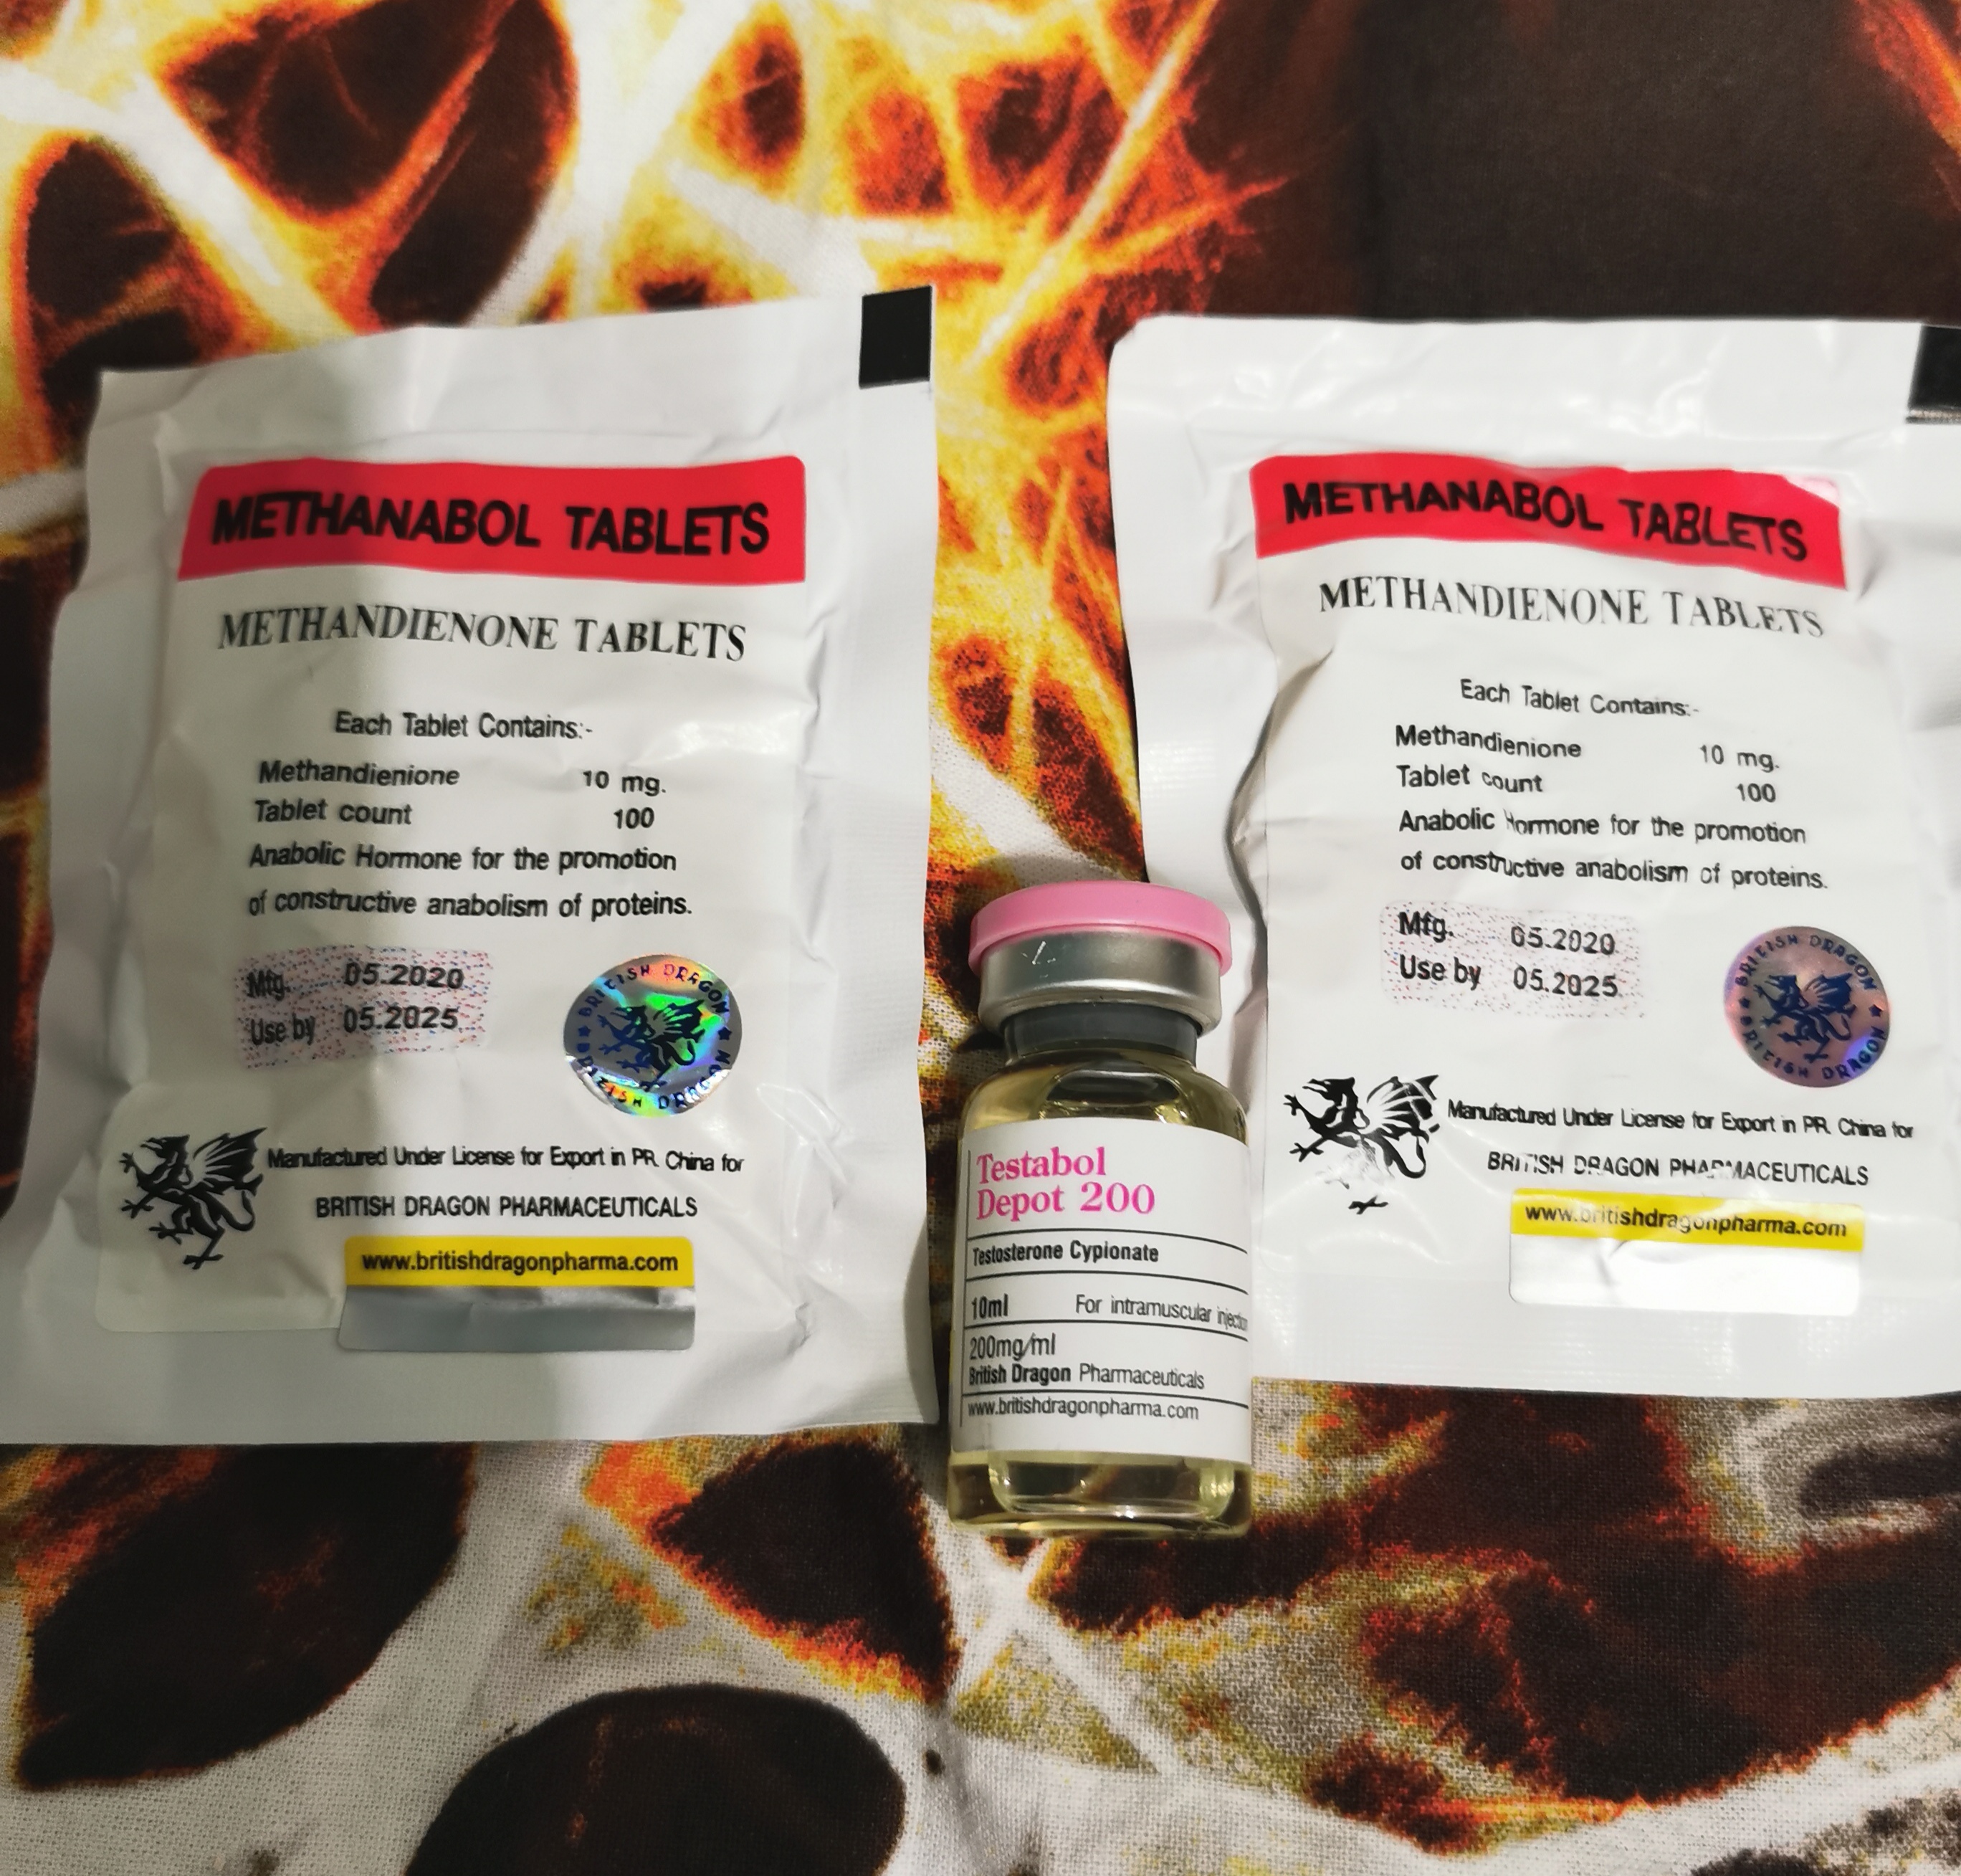 METHANABOL TABLETS
METHANDIENONE TABLETS
Each Tablet Contains:-
Methandienione 10 mg.
Tablet count 100
Anabolic Hormone for the promotion
of constructive anabolism of proteins.
Mfg. 05.2020
Use by 05.2025
BRITISH DRAGON
BRITISH DRAGON
Manufactured Under License for Export in PR. China for
BRITISH DRAGON PHARMACEUTICALS
www.britishdragonpharma.com
Testabol
Depot 200
Testosterone Cypionate
10ml For intramuscular injection
200mg/ml
British Dragon Pharmaceuticals
www.britishdragonpharma.com
METHANABOL TABLETS
METHANDIENONE TABLETS
Each Tablet Contains:-
Methandienione 10 mg.
Tablet count 100
Anabolic Hormone for the promotion
of constructive anabolism of proteins.
Mfg. 05.2020
Use by 05.2025
BRITISH DRAGON
BRITISH DRAGON
Manufactured Under License for Export in PR. China for
BRITISH DRAGON PHARMACEUTICALS
www.britishdragonpharma.com